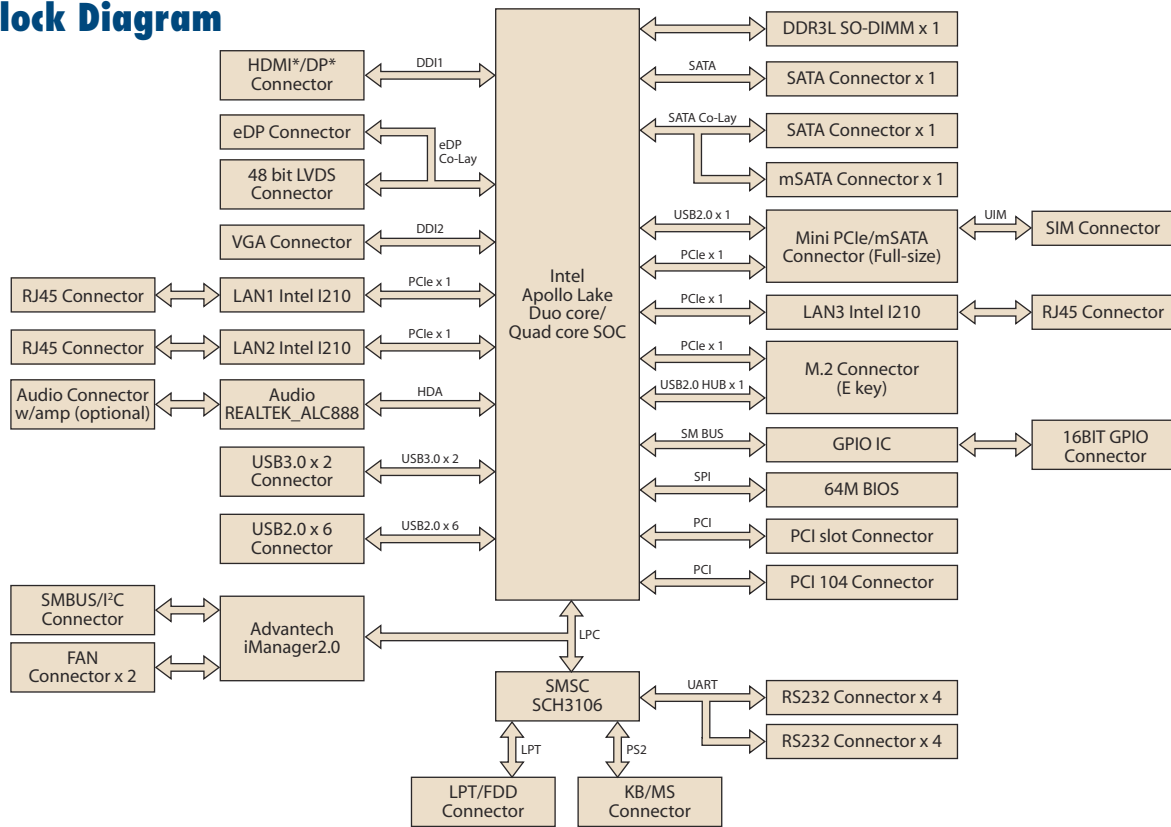 lock Diagram
HDMI*/DP*
Connector
DDI1
eDP Connector
eDP
Co-Lay
48 bit LVDS
Connector
VGA Connector
DDI2
RJ45 Connector
LAN1 Intel I210
PCIe x 1
RJ45 Connector
LAN2 Intel I210
PCIe x 1
Audio Connector
w/amp (optional)
Audio
REALTEK_ALC888
HDA
USB3.0 x 2
Connector
USB3.0 x 2
USB2.0 x 6
Connector
USB2.0 x 6
SMBUS/I²C
Connector
FAN
Connector x 2
Advantech
iManager2.0
Intel
Apollo Lake
Duo core/
Quad core SOC
DDR3L SO-DIMM x 1
SATA
SATA Connector x 1
SATA Co-Lay
SATA Connector x 1
mSATA Connector x 1
USB2.0 x 1
PCIe x 1
Mini PCIe/mSATA
Connector (Full-size)
UIM
SIM Connector
PCIe x 1
LAN3 Intel I210
RJ45 Connector
PCIe x 1
USB2.0 HUB x 1
M.2 Connector
(E key)
SM BUS
GPIO IC
16BIT GPIO
Connector
SPI
64M BIOS
PCI
PCI slot Connector
PCI
PCI 104 Connector
LPC
SMSC
SCH3106
UART
RS232 Connector x 4
RS232 Connector x 4
LPT
PS2
LPT/FDD
Connector
KB/MS
Connector